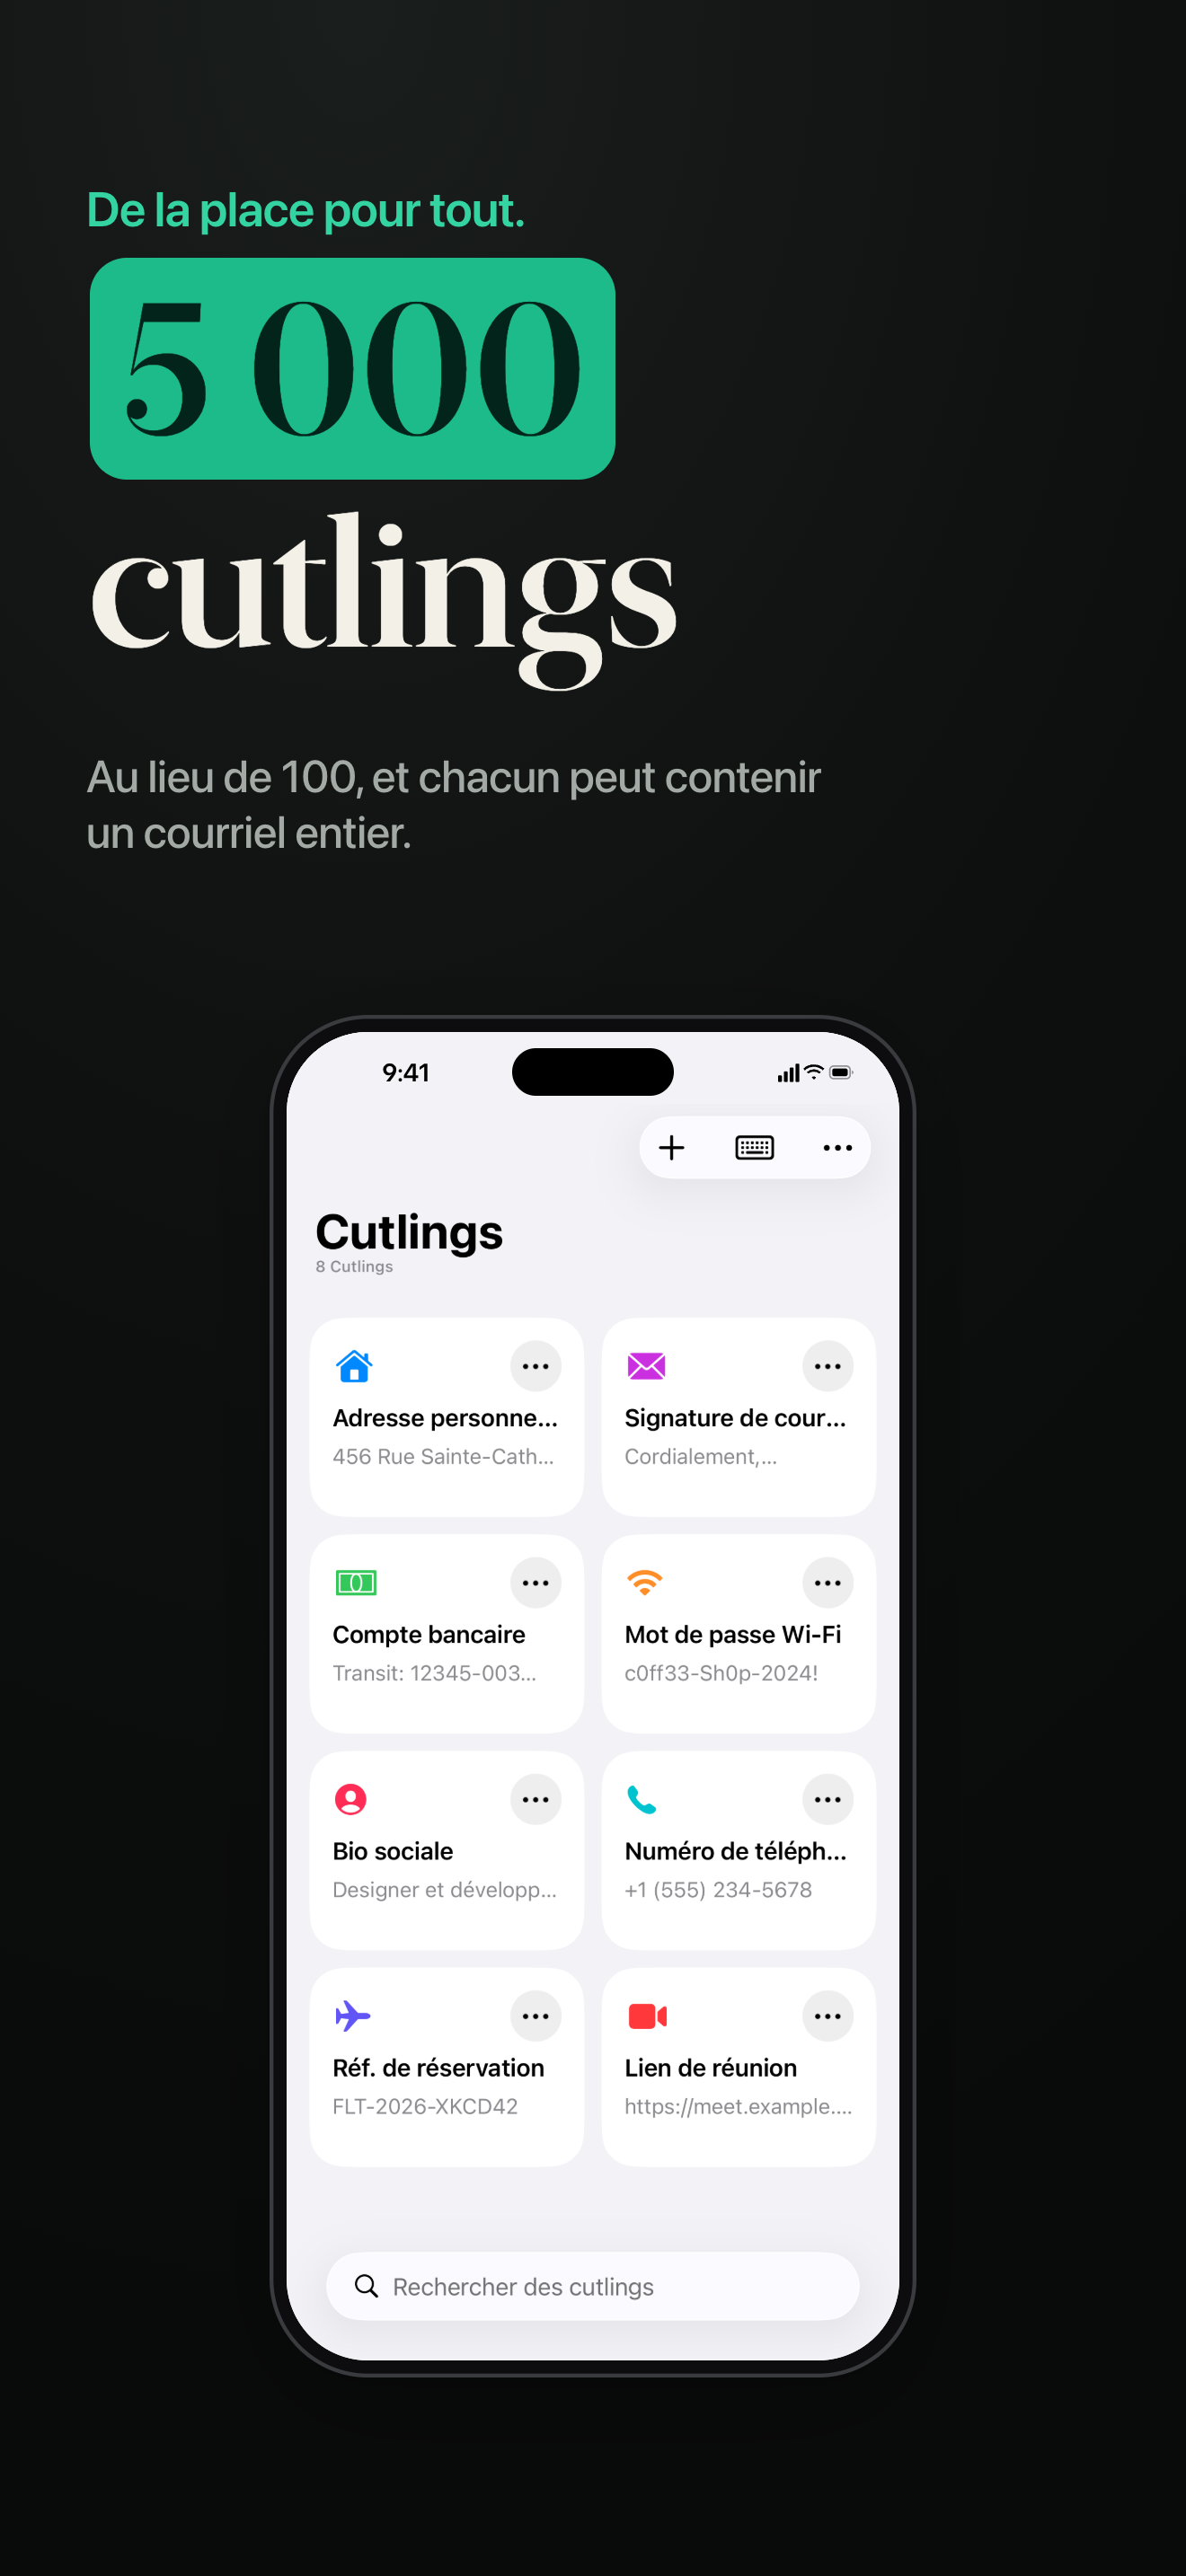 De la place pour tout.
5 000
cutlings
Au lieu de 100, et chacun peut contenir
un courriel entier.
9:41
Cutlings
8 Cutlings
Adresse personne...
456 Rue Sainte-Cath...
Signature de cour...
Cordialement,...
Compte bancaire
Transit: 12345-003...
Mot de passe Wi-Fi
c0ff33-Sh0p-2024!
Bio sociale
Designer et développ...
Numéro de téléph...
+1 (555) 234-5678
Réf. de réservation
FLT-2026-XKCD42
Lien de réunion
https://meet.example....
Rechercher des cutlings